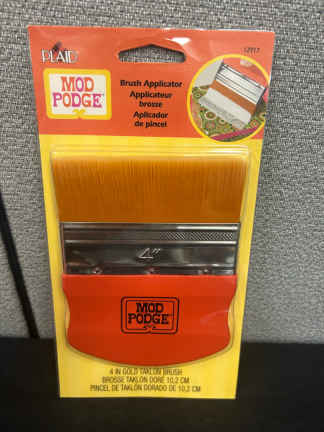 PLAID
12917
MOD
PODGE
Brush Applicator
Applicateur
brosse
Aplicador
de pincel
4"
MOD
PODGE
4 IN GOLD TAKLON BRUSH
BROSSE TAKLON DORÉ 10,2 CM
PINCEL DE TAKLON DORADO DE 10,2 CM